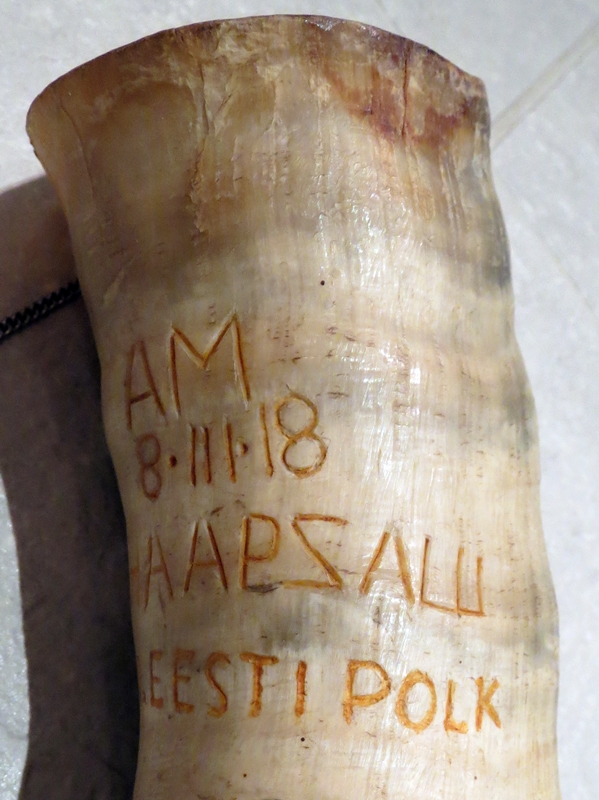 AM
8·III·18
HAAPSALU
EESTI POLK